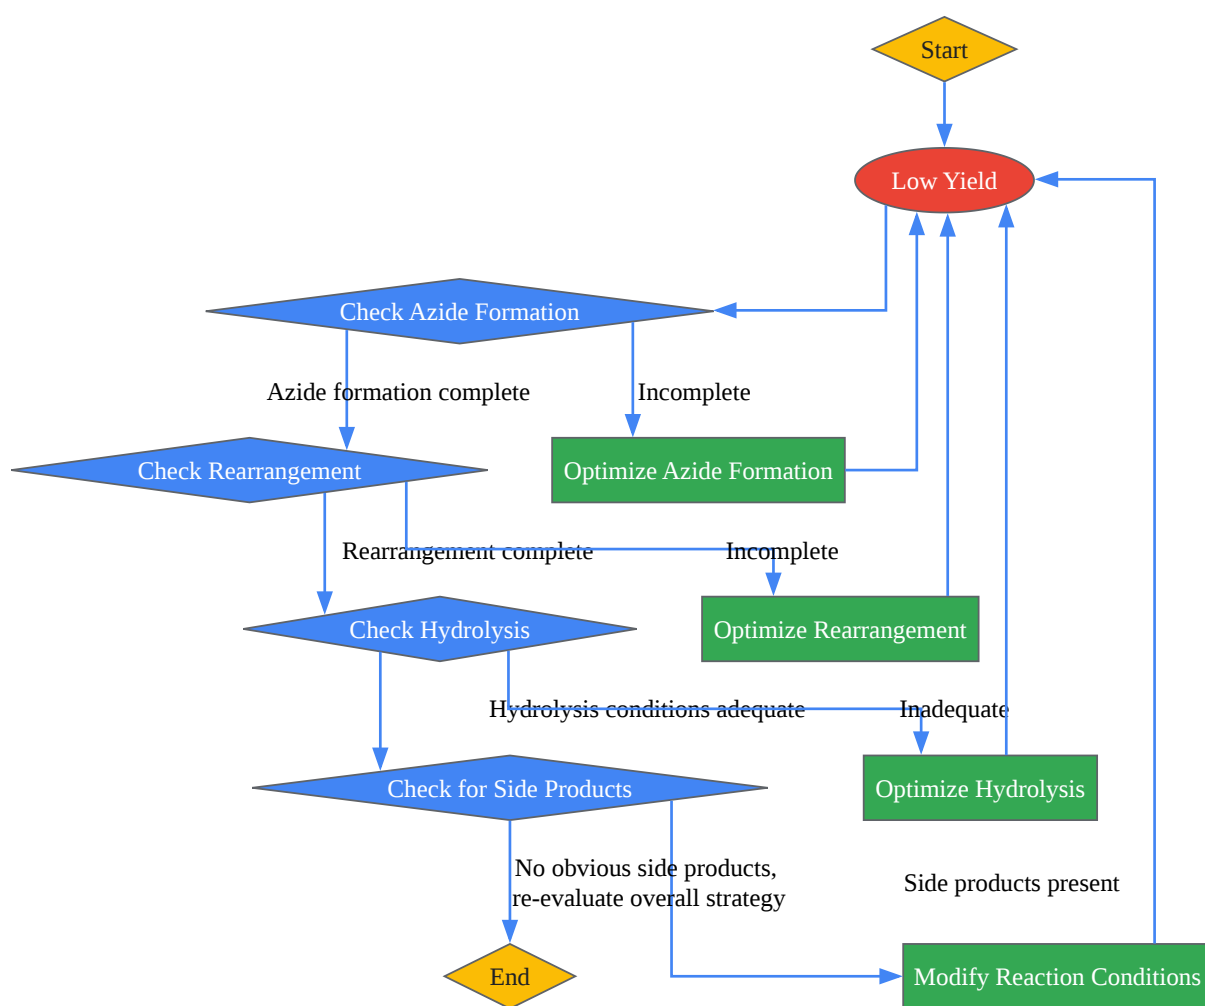 Start
Low Yield
Check Azide Formation
Azide formation complete
Incomplete
Check Rearrangement
Optimize Azide Formation
Rearrangement complete
Incomplete
Check Hydrolysis
Optimize Rearrangement
Hydrolysis conditions adequate
Inadequate
Check for Side Products
Optimize Hydrolysis
No obvious side products,
re-evaluate overall strategy
Side products present
End
Modify Reaction Conditions